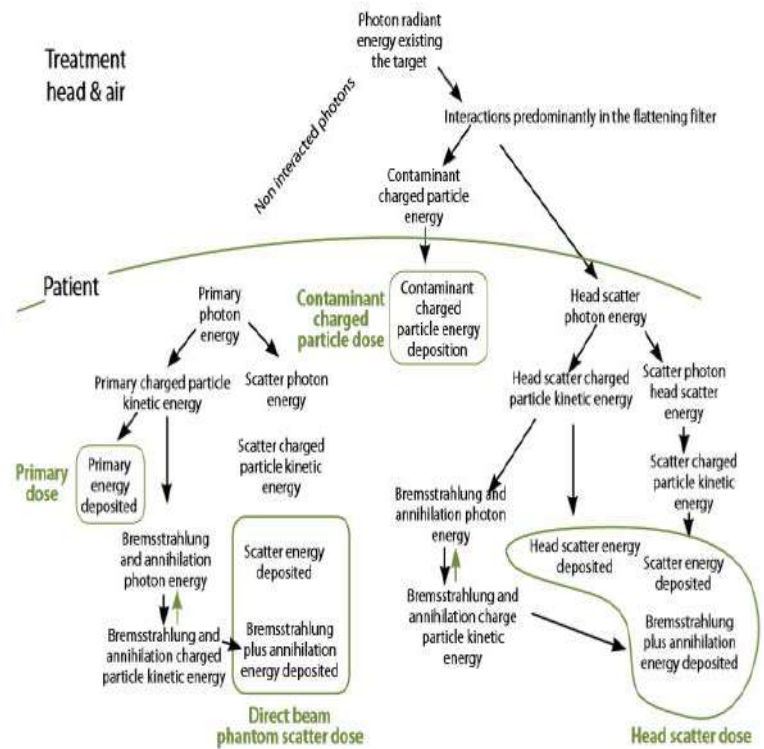 Photon radiant
energy existing
the target
Treatment
head & air
Non interacted photons
Interactions predominantly in the flattening filter
Contaminant
charged particle
energy
Patient
Primary
photon
energy
Contaminant
charged
particle dose
Contaminant
charged
particle energy
deposition
Head scatter
photon energy
Primary charged particle
kinetic energy
Scatter photon
energy
Head scatter charged
particle kinetic energy
Scatter photon
head scatter
energy
Primary
dose
Primary
energy
deposited
Scatter charged
particle kinetic
energy
Scatter charged
particle kinetic
energy
Bremsstrahlung and
annihilation photon
energy
Bremsstrahlung
and annihilation
photon energy
Scatter energy
deposited
Head scatter energy
deposited
Scatter energy
deposited
Bremsstrahlung and
annihilation charged
particle kinetic energy
Bremsstrahlung
plus annihilation
energy deposited
Bremsstrahlung and
annihilation charge
particle kinetic
energy
Bremsstrahlung
plus annihilation
energy deposited
Direct beam
phantom scatter dose
Head scatter dose